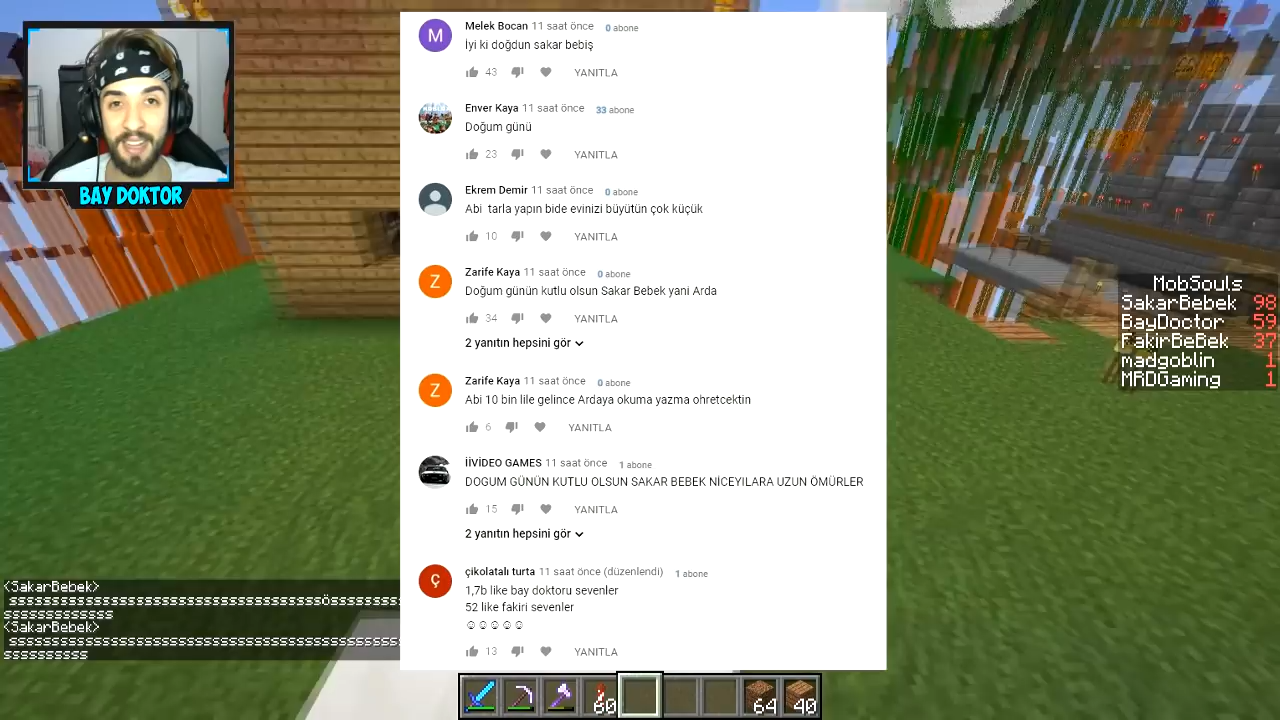 BAY DOKTOR
Melek Bocan 11 saat önce 0 abone
İyi ki doğdun sakar bebiş
43 YANITLA
Enver Kaya 11 saat önce 33 abone
Doğum günü
23 YANITLA
Ekrem Demir 11 saat önce 0 abone
Abi tarla yapın bide evinizi büyütün çok küçük
10 YANITLA
Zarife Kaya 11 saat önce 0 abone
Doğum günün kutlu olsun Sakar Bebek yani Arda
34 YANITLA
2 yanıtın hepsini gör
Zarife Kaya 11 saat önce 0 abone
Abi 10 bin lile gelince Ardaya okuma yazma ohretcektin
6 YANITLA
iiViDEO GAMES 11 saat önce 1 abone
DOGUM GÜNÜN KUTLU OLSUN SAKAR BEBEK NİCEYILARA UZUN ÖMÜRLER
15 YANITLA
2 yanıtın hepsini gör
çikolatalı turta 11 saat önce (düzenlendi) 1 abone
1,7b like bay doktoru sevenler
52 like fakiri sevenler
☺☺☺☺☺
13 YANITLA
MobSouls
SakarBebek 98
BayDoctor 59
FakirBeBek 37
madgoblin 1
MRDGaming 1
<SakarBebek>
<SakarBebek>
60 64 40